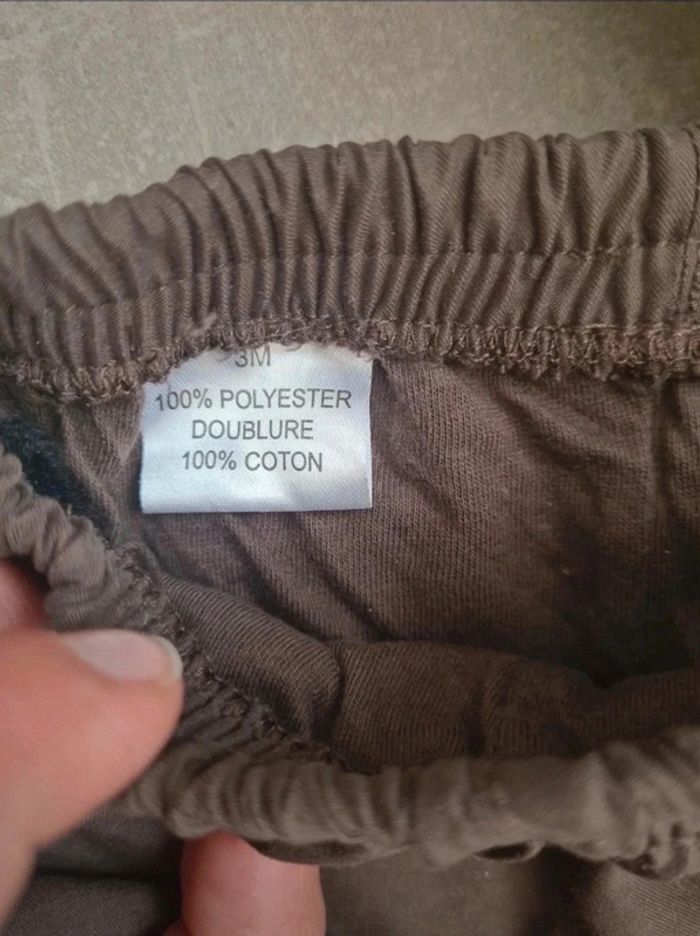 3M
100% POLYESTER
DOUBLURE
100% COTON